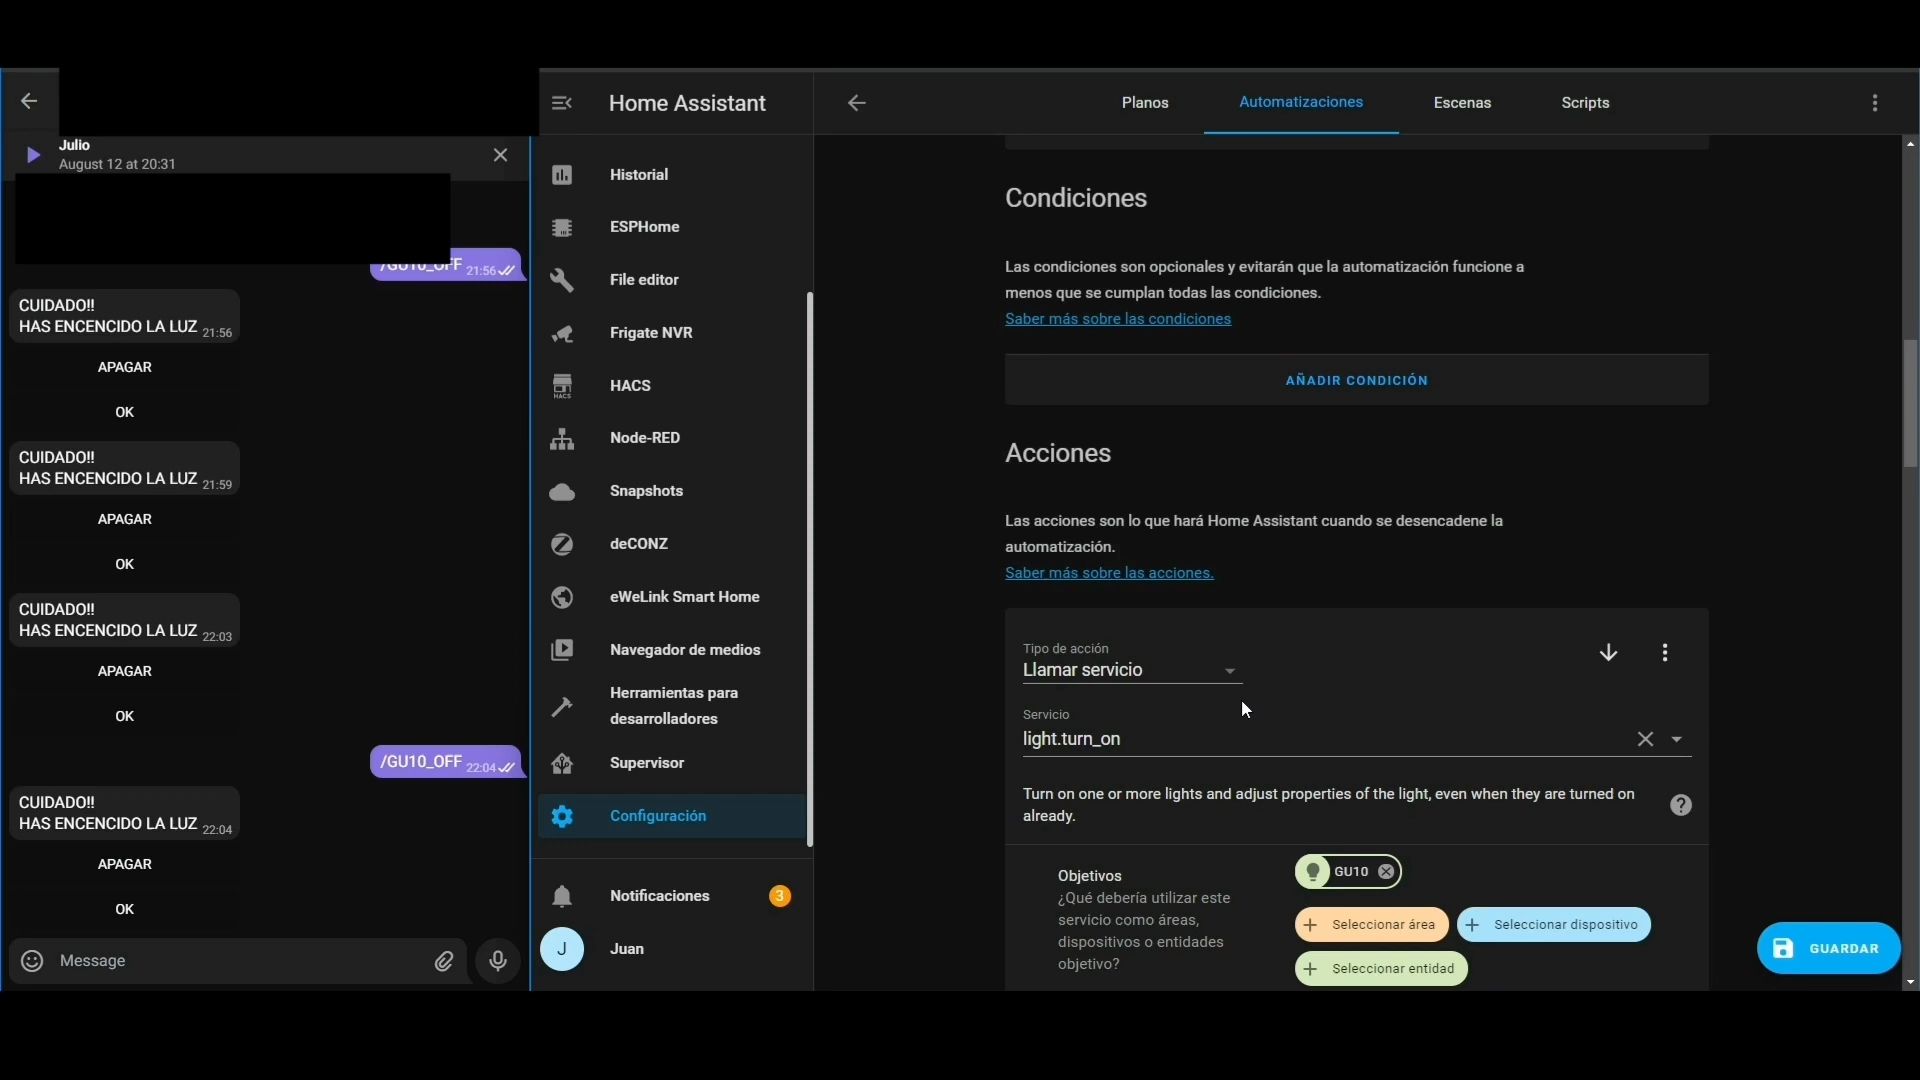 Julio
August 12 at 20:31
/GU10_OFF 21:56
CUIDADO!!
HAS ENCENCIDO LA LUZ 21:56
APAGAR
OK
CUIDADO!!
HAS ENCENCIDO LA LUZ 21:59
APAGAR
OK
CUIDADO!!
HAS ENCENCIDO LA LUZ 22:03
APAGAR
OK
/GU10_OFF 22:04
CUIDADO!!
HAS ENCENCIDO LA LUZ 22:04
APAGAR
OK
Message
Home Assistant
Historial
ESPHome
File editor
Frigate NVR
HACS
HACS
Node-RED
Snapshots
deCONZ
eWeLink Smart Home
Navegador de medios
Herramientas para
desarrolladores
Supervisor
Configuración
Notificaciones 3
J Juan
Planos Automatizaciones Escenas Scripts
Condiciones
Las condiciones son opcionales y evitarán que la automatización funcione a
menos que se cumplan todas las condiciones.
Saber más sobre las condiciones
AÑADIR CONDICIÓN
Acciones
Las acciones son lo que hará Home Assistant cuando se desencadene la
automatización.
Saber más sobre las acciones.
Tipo de acción
Llamar servicio
Servicio
light.turn_on
Turn on one or more lights and adjust properties of the light, even when they are turned on
already.
Objetivos
¿Qué debería utilizar este
servicio como áreas,
dispositivos o entidades
objetivo?
GU10
Seleccionar área
Seleccionar dispositivo
Seleccionar entidad
GUARDAR